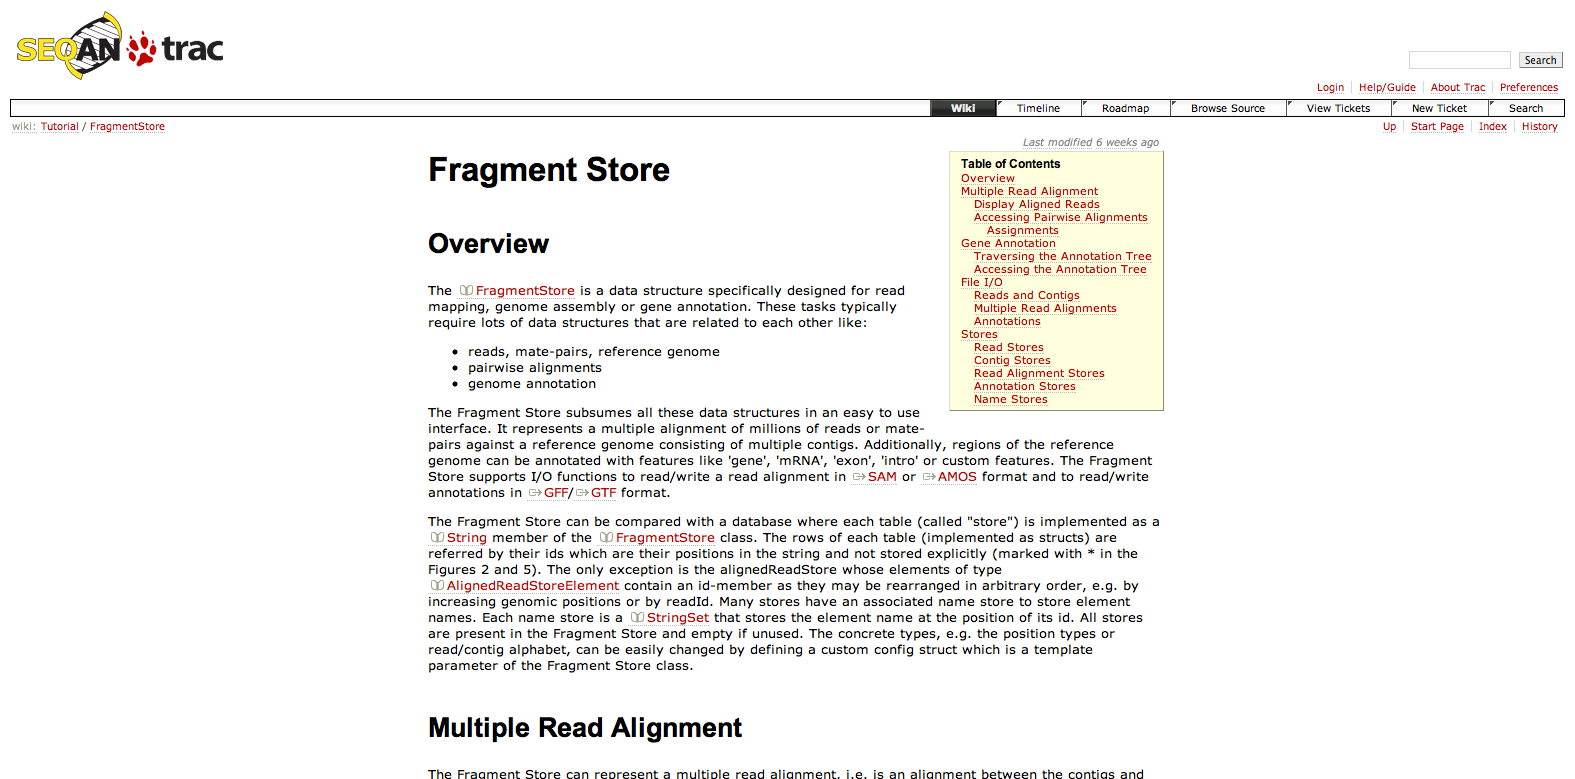 SEQAN trac
Search
Login Help/Guide About Trac Preferences
Wiki Timeline Roadmap Browse Source View Tickets New Ticket Search
wiki: Tutorial / FragmentStore
Up Start Page Index History
Last modified 6 weeks ago
Fragment Store
Table of Contents
Overview
Multiple Read Alignment
Display Aligned Reads
Accessing Pairwise Alignments
Assignments
Gene Annotation
Traversing the Annotation Tree
Accessing the Annotation Tree
File I/O
Reads and Contigs
Multiple Read Alignments
Annotations
Stores
Read Stores
Contig Stores
Read Alignment Stores
Annotation Stores
Name Stores
Overview
The FragmentStore is a data structure specifically designed for read
mapping, genome assembly or gene annotation. These tasks typically
require lots of data structures that are related to each other like:
• reads, mate-pairs, reference genome
• pairwise alignments
• genome annotation
The Fragment Store subsumes all these data structures in an easy to use
interface. It represents a multiple alignment of millions of reads or mate-
pairs against a reference genome consisting of multiple contigs. Additionally, regions of the reference
genome can be annotated with features like 'gene', 'mRNA', 'exon', 'intro' or custom features. The Fragment
Store supports I/O functions to read/write a read alignment in SAM or AMOS format and to read/write
annotations in GFF/GTF format.
The Fragment Store can be compared with a database where each table (called "store") is implemented as a
String member of the FragmentStore class. The rows of each table (implemented as structs) are
referred by their ids which are their positions in the string and not stored explicitly (marked with * in the
Figures 2 and 5). The only exception is the alignedReadStore whose elements of type
AlignedReadStoreElement contain an id-member as they may be rearranged in arbitrary order, e.g. by
increasing genomic positions or by readId. Many stores have an associated name store to store element
names. Each name store is a StringSet that stores the element name at the position of its id. All stores
are present in the Fragment Store and empty if unused. The concrete types, e.g. the position types or
read/contig alphabet, can be easily changed by defining a custom config struct which is a template
parameter of the Fragment Store class.
Multiple Read Alignment
The Fragment Store can represent a multiple read alignment, i.e. is an alignment between the contigs and